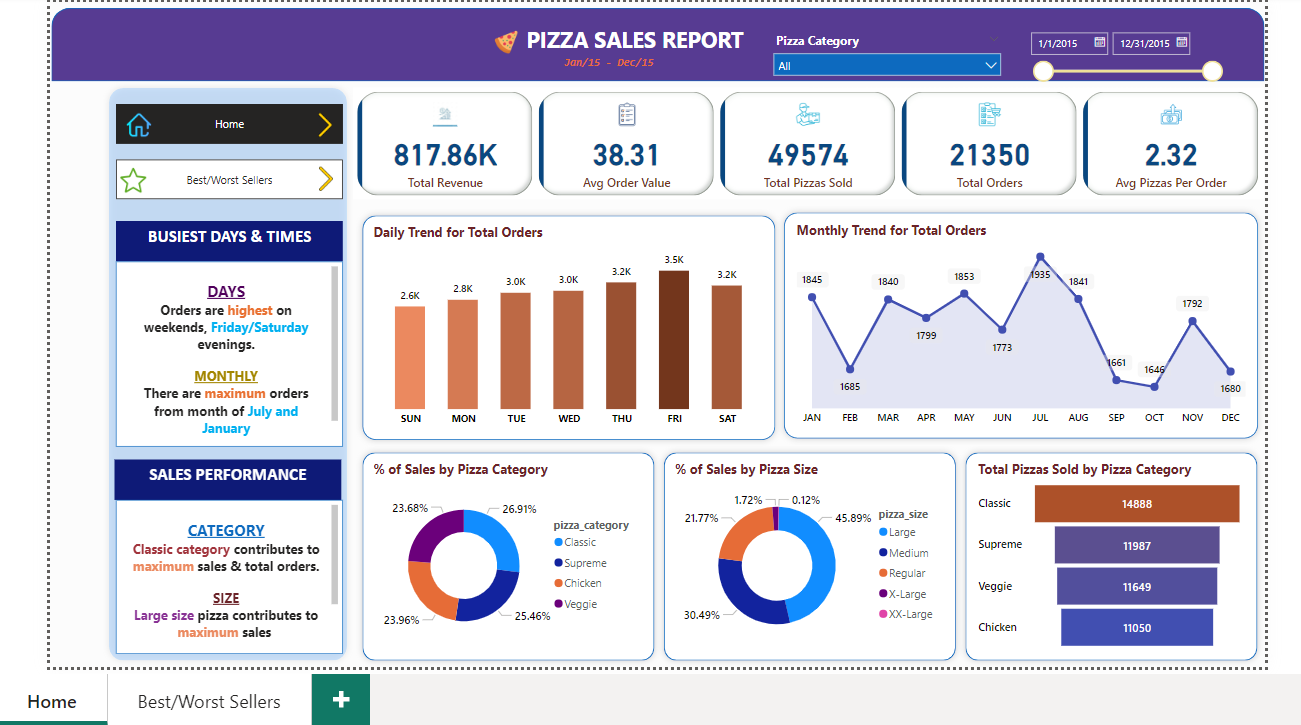 PIZZA SALES REPORT
Jan/15 - Dec/15
Pizza Category
All
1/1/2015
12/31/2015
Home
Best/Worst Sellers
BUSIEST DAYS & TIMES
DAYS
Orders are highest on
weekends, Friday/Saturday
evenings.
MONTHLY
There are maximum orders
from month of July and
January
SALES PERFORMANCE
CATEGORY
Classic category contributes to
maximum sales & total orders.
SIZE
Large size pizza contributes to
maximum sales
817.86K
Total Revenue
38.31
Avg Order Value
49574
Total Pizzas Sold
21350
Total Orders
2.32
Avg Pizzas Per Order
Daily Trend for Total Orders
2.6K
2.8K
3.0K
3.0K
3.2K
3.5K
3.2K
SUN
MON
TUE
WED
THU
FRI
SAT
Monthly Trend for Total Orders
1845
1685
1840
1799
1853
1773
1935
1841
1661
1646
1792
1680
JAN
FEB
MAR
APR
MAY
JUN
JUL
AUG
SEP
OCT
NOV
DEC
% of Sales by Pizza Category
23.68%
26.91%
23.96%
25.46%
pizza_category
Classic
Supreme
Chicken
Veggie
% of Sales by Pizza Size
1.72%
0.12%
21.77%
45.89%
30.49%
pizza_size
Large
Medium
Regular
X-Large
XX-Large
Total Pizzas Sold by Pizza Category
Classic
14888
Supreme
11987
Veggie
11649
Chicken
11050
Home
Best/Worst Sellers
+